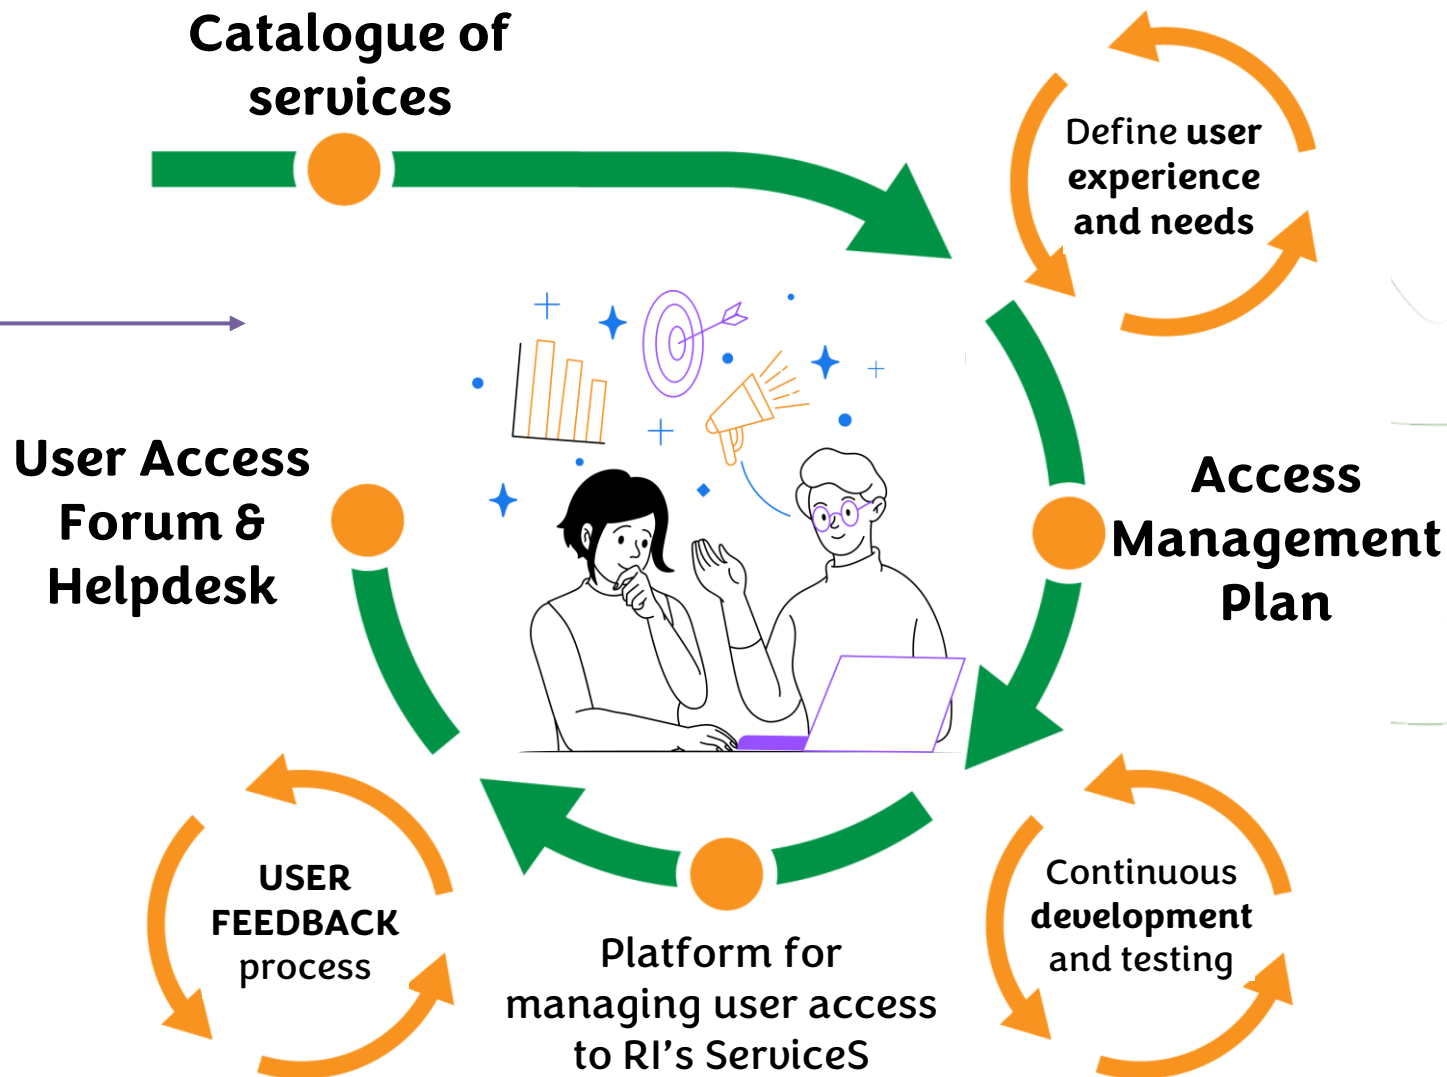 Catalogue of
services
Define user
experience
and needs
User Access
Forum &
Helpdesk
Access
Management
Plan
USER
FEEDBACK
process
Platform for
managing user access
to RI's ServiceS
Continuous
development
and testing